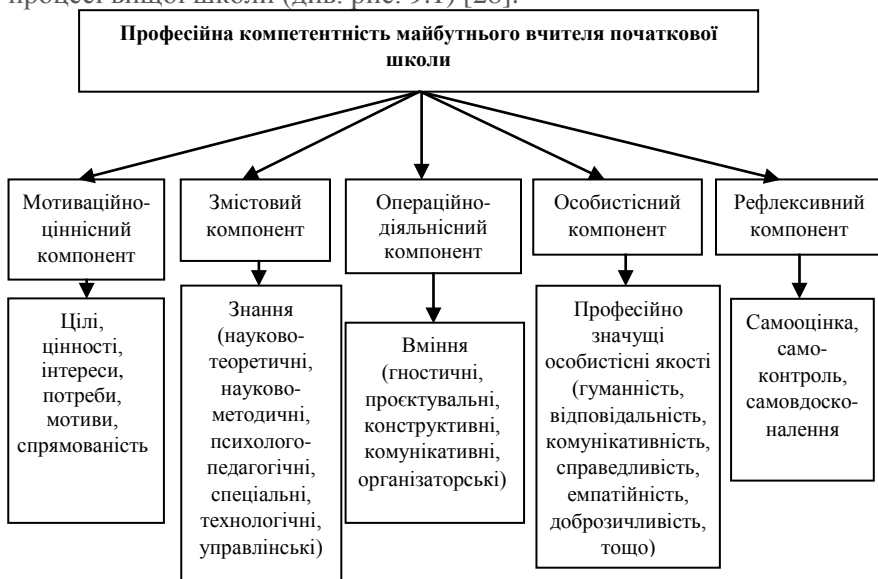 процесі вищої школи (див. рис. 9.1) [28].
Професійна компетентність майбутнього вчителя початкової
школи
Мотиваційно-
ціннісний
компонент
Змістовий
компонент
Операційно-
діяльнісний
компонент
Особистісний
компонент
Рефлексивний
компонент
Цілі,
цінності,
інтереси,
потреби,
мотиви,
спрямованість
Знання
(науково-
теоретичні,
науково-
методичні,
психолого-
педагогічні,
спеціальні,
технологічні,
управлінські)
Вміння
(гностичні,
проєктувальні,
конструктивні,
комунікативні,
організаторські)
Професійно
значущі
особистісні якості
(гуманність,
відповідальність,
комунікативність,
справедливість,
емпатійність,
доброзичливість,
тощо)
Самооцінка,
само-
контроль,
самовдоско-
налення